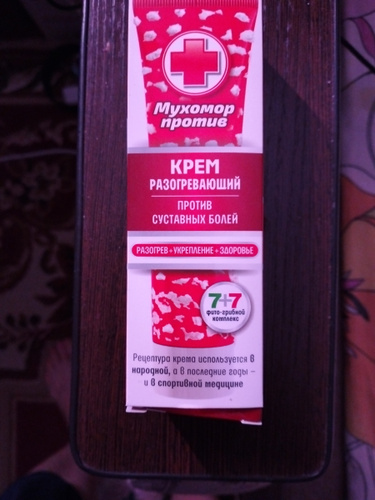 Мухомор
против
КРЕМ
РАЗОГРЕВАЮЩИЙ
ПРОТИВ
СУСТАВНЫХ БОЛЕЙ
РАЗОГРЕВ+УКРЕПЛЕНИЕ+ЗДОРОВЬЕ
7+7
фито-грибной
комплекс
Рецептура крема используется в
народной, а в последние годы –
и в спортивной медицине